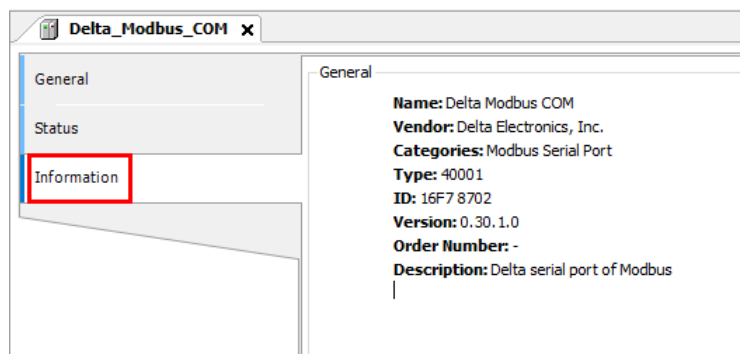 Delta_Modbus_COM x
General
Status
Information
General
Name: Delta Modbus COM
Vendor: Delta Electronics, Inc.
Categories: Modbus Serial Port
Type: 40001
ID: 16F7 8702
Version: 0.30.1.0
Order Number: -
Description: Delta serial port of Modbus